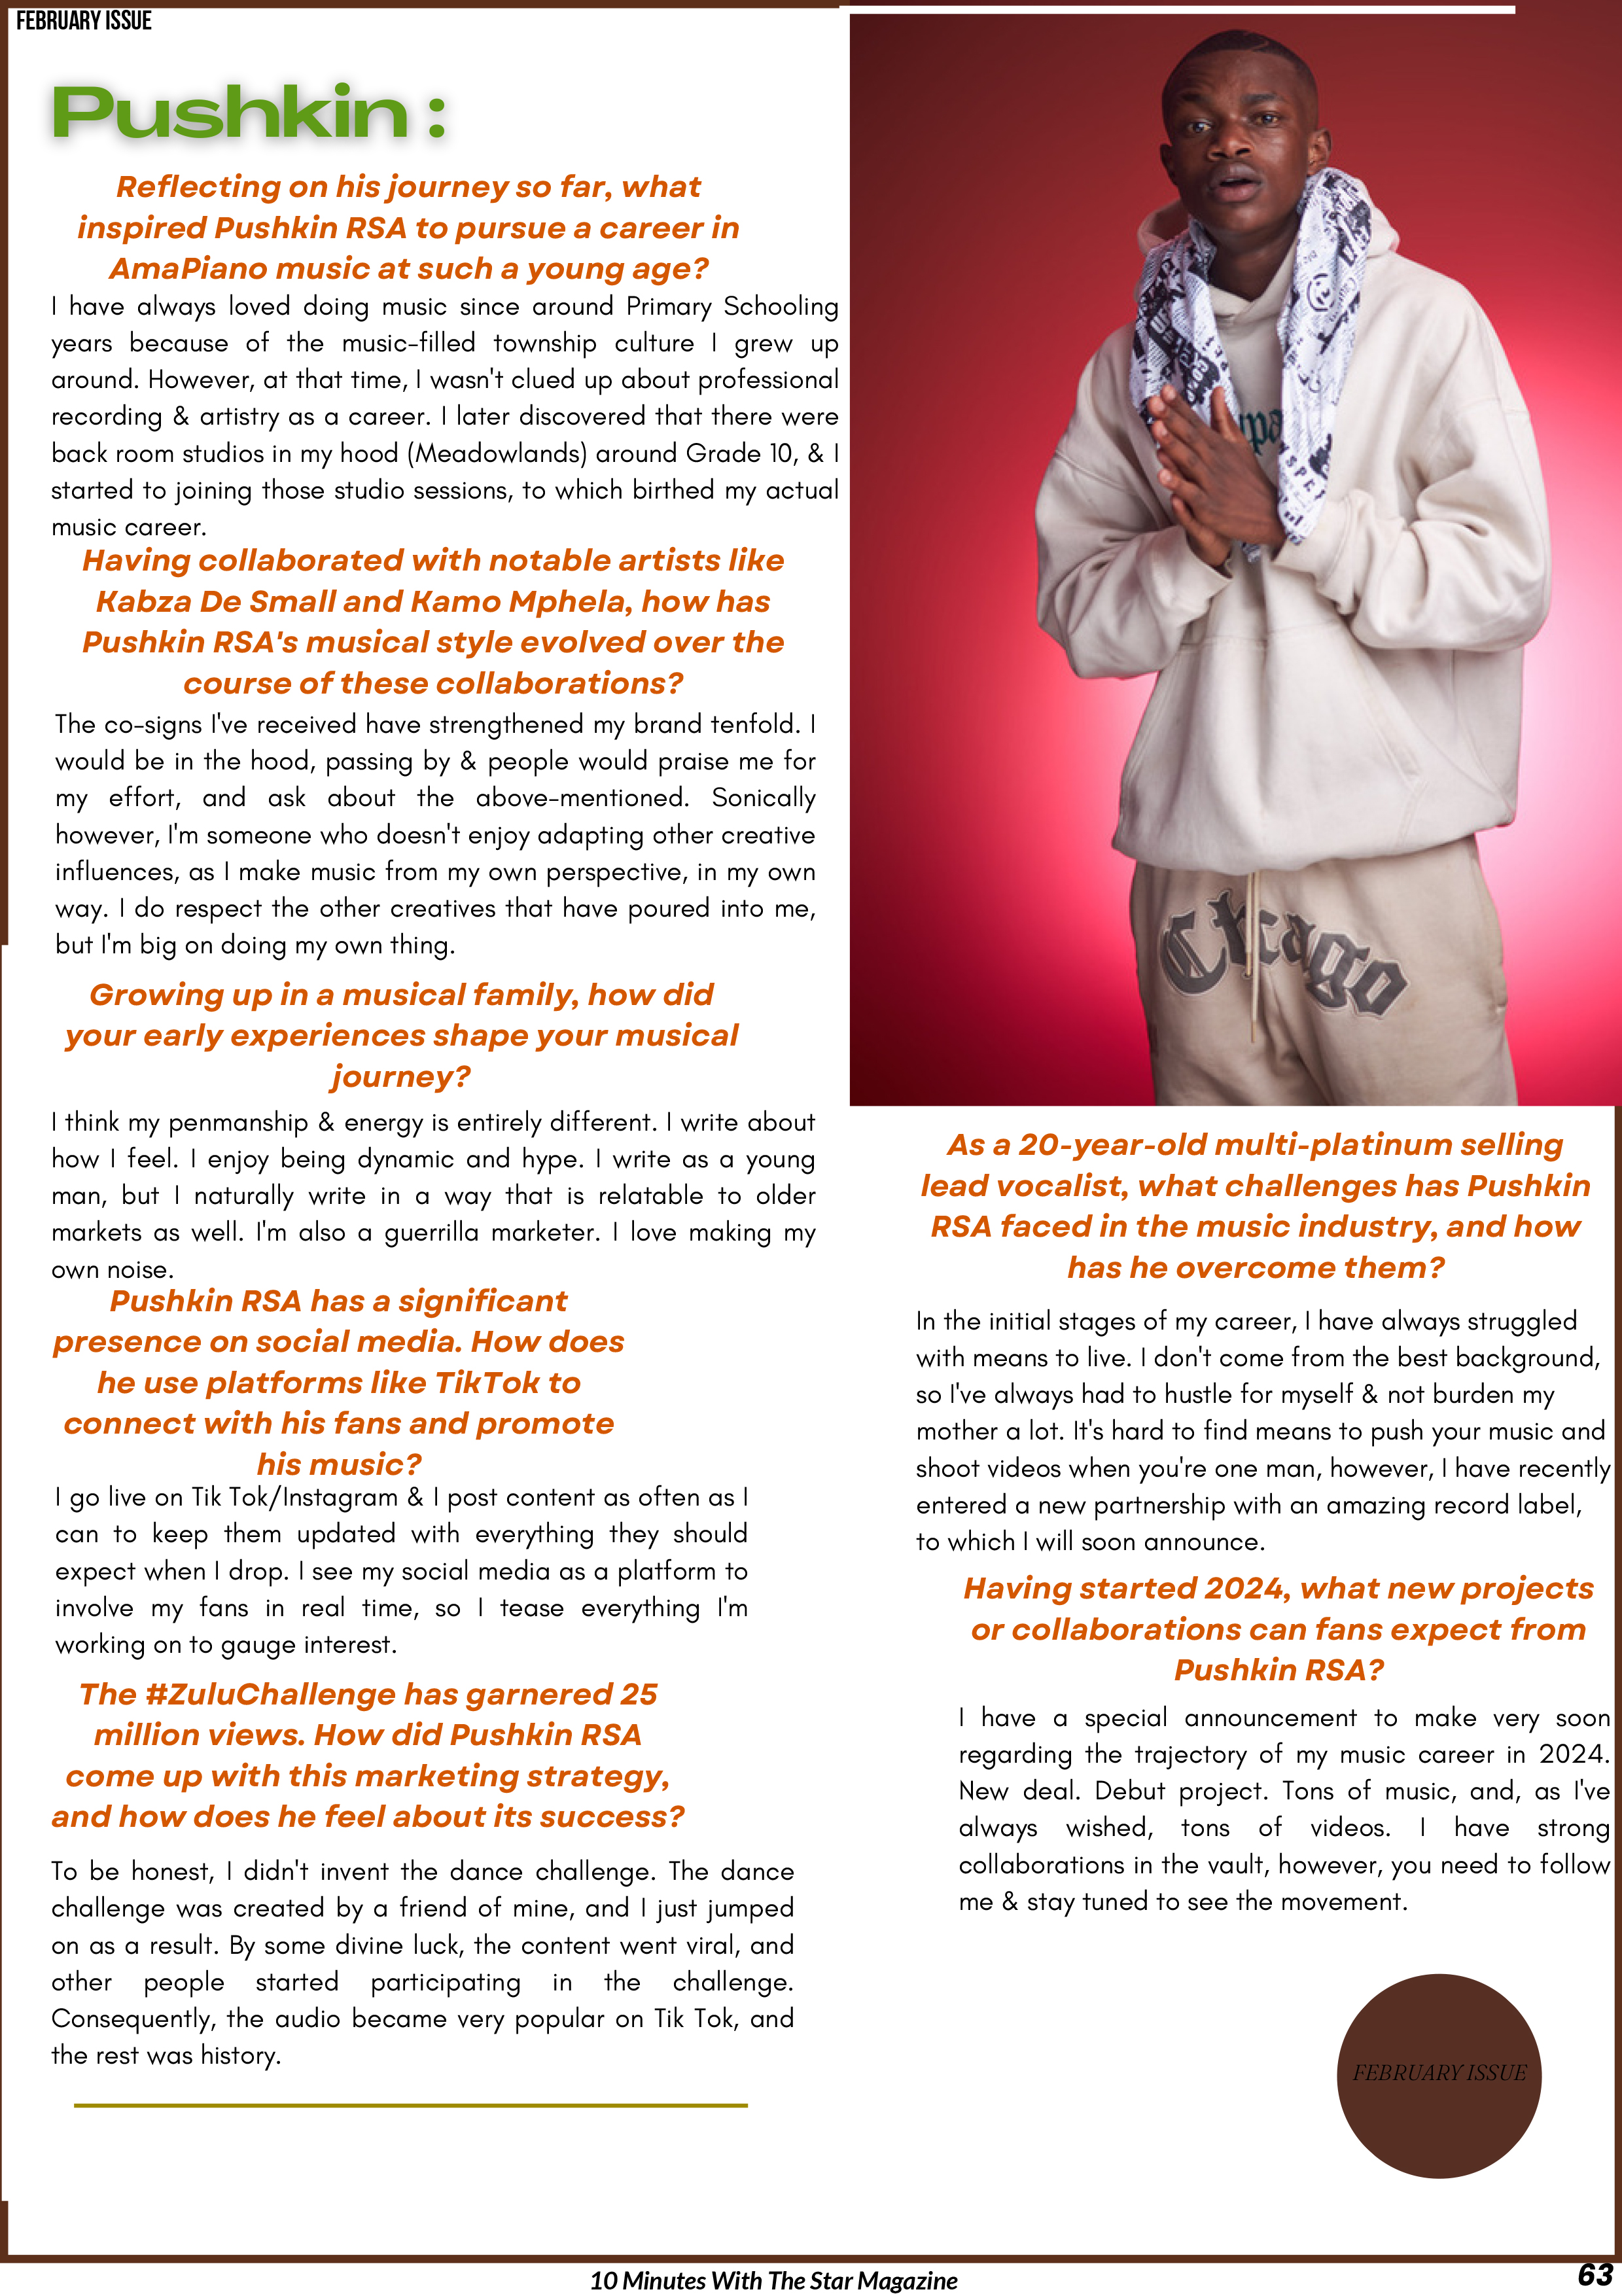 FEBRUARY ISSUE
Pushkin :
Reflecting on his journey so far, what
inspired Pushkin RSA to pursue a career in
AmaPiano music at such a young age?
I have always loved doing music since around Primary Schooling
years because of the music-filled township culture I grew up
around. However, at that time, I wasn't clued up about professional
recording & artistry as a career. I later discovered that there were
back room studios in my hood (Meadowlands) around Grade 10, & I
started to joining those studio sessions, to which birthed my actual
music career.
Having collaborated with notable artists like
Kabza De Small and Kamo Mphela, how has
Pushkin RSA's musical style evolved over the
course of these collaborations?
The co-signs I've received have strengthened my brand tenfold. I
would be in the hood, passing by & people would praise me for
my effort, and ask about the above-mentioned. Sonically
however, I'm someone who doesn't enjoy adapting other creative
influences, as I make music from my own perspective, in my own
way. I do respect the other creatives that have poured into me,
but I'm big on doing my own thing.
Growing up in a musical family, how did
your early experiences shape your musical
journey?
I think my penmanship & energy is entirely different. I write about
how I feel. I enjoy being dynamic and hype. I write as a young
man, but I naturally write in a way that is relatable to older
markets as well. I'm also a guerrilla marketer. I love making my
own noise.
Pushkin RSA has a significant
presence on social media. How does
he use platforms like TikTok to
connect with his fans and promote
his music?
I go live on Tik Tok/Instagram & I post content as often as I
can to keep them updated with everything they should
expect when I drop. I see my social media as a platform to
involve my fans in real time, so I tease everything I'm
working on to gauge interest.
The #ZuluChallenge has garnered 25
million views. How did Pushkin RSA
come up with this marketing strategy,
and how does he feel about its success?
To be honest, I didn't invent the dance challenge. The dance
challenge was created by a friend of mine, and I just jumped
on as a result. By some divine luck, the content went viral, and
other people started participating in the challenge.
Consequently, the audio became very popular on Tik Tok, and
the rest was history.
As a 20-year-old multi-platinum selling
lead vocalist, what challenges has Pushkin
RSA faced in the music industry, and how
has he overcome them?
In the initial stages of my career, I have always struggled
with means to live. I don't come from the best background,
so I've always had to hustle for myself & not burden my
mother a lot. It's hard to find means to push your music and
shoot videos when you're one man, however, I have recently
entered a new partnership with an amazing record label,
to which I will soon announce.
Having started 2024, what new projects
or collaborations can fans expect from
Pushkin RSA?
I have a special announcement to make very soon
regarding the trajectory of my music career in 2024.
New deal. Debut project. Tons of music, and, as I've
always wished, tons of videos. I have strong
collaborations in the vault, however, you need to follow
me & stay tuned to see the movement.
FEBRUARY ISSUE
10 Minutes With The Star Magazine
63